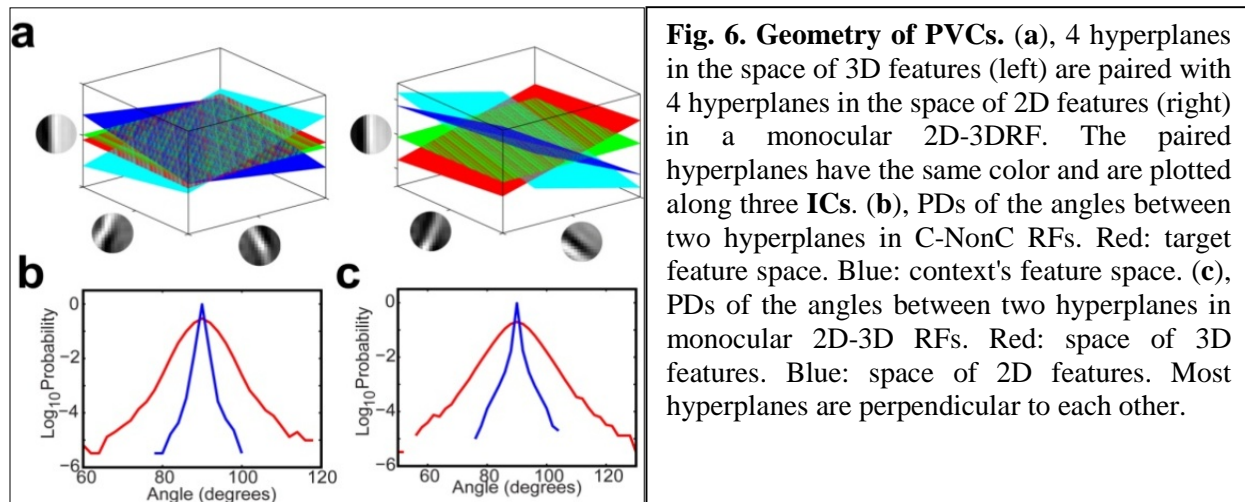 a
Fig. 6. Geometry of PVCs. (a), 4 hyperplanes
in the space of 3D features (left) are paired with
4 hyperplanes in the space of 2D features (right)
in a monocular 2D-3DRF. The paired
hyperplanes have the same color and are plotted
along three ICs. (b), PDs of the angles between
two hyperplanes in C-NonC RFs. Red: target
feature space. Blue: context's feature space. (c),
PDs of the angles between two hyperplanes in
monocular 2D-3D RFs. Red: space of 3D
features. Blue: space of 2D features. Most
hyperplanes are perpendicular to each other.
b
Log10Probability
0
−2
−4
−6
60 80 100 120
Angle (degrees)
c
Log10Probability
0
−2
−4
−6
60 80 100 120
Angle (degrees)